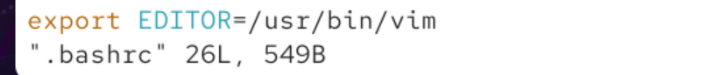 export EDITOR=/usr/bin/vim
".bashrc" 26L, 549B